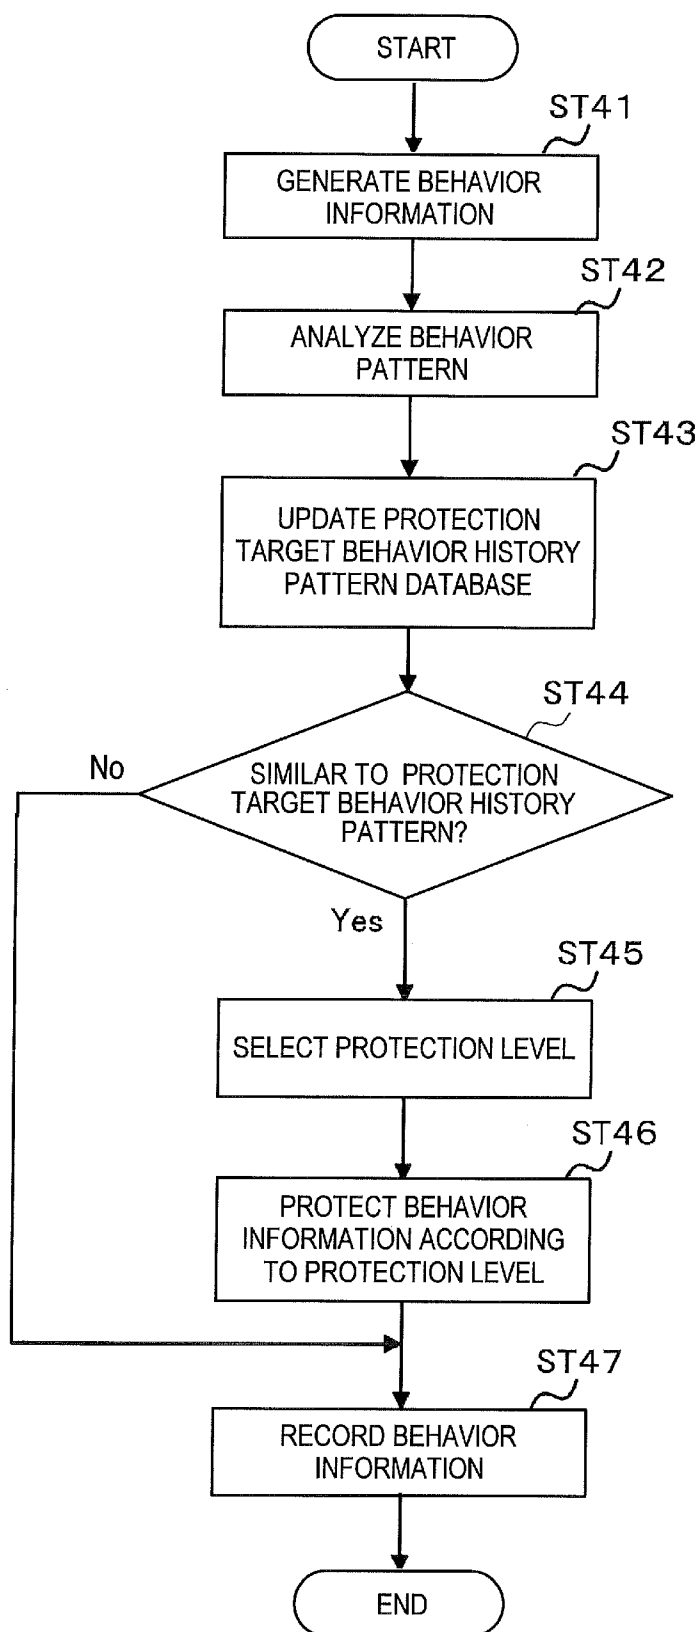 START
ST41
GENERATE BEHAVIOR
INFORMATION
ST42
ANALYZE BEHAVIOR
PATTERN
ST43
UPDATE PROTECTION
TARGET BEHAVIOR HISTORY
PATTERN DATABASE
ST44
No
SIMILAR TO PROTECTION
TARGET BEHAVIOR HISTORY
PATTERN?
Yes
ST45
SELECT PROTECTION LEVEL
ST46
PROTECT BEHAVIOR
INFORMATION ACCORDING
TO PROTECTION LEVEL
ST47
RECORD BEHAVIOR
INFORMATION
END